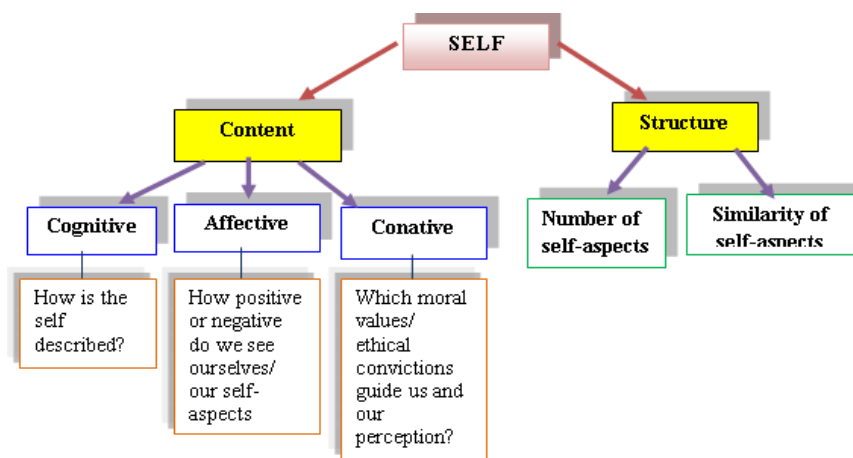 SELF
Content
Structure
Cognitive
Affective
Conative
Number of
self-aspects
Similarity of
self-aspects
How is the
self
described?
How positive
or negative
do we see
ourselves/
our self-
aspects
Which moral
values/
ethical
convictions
guide us and
our
perception?